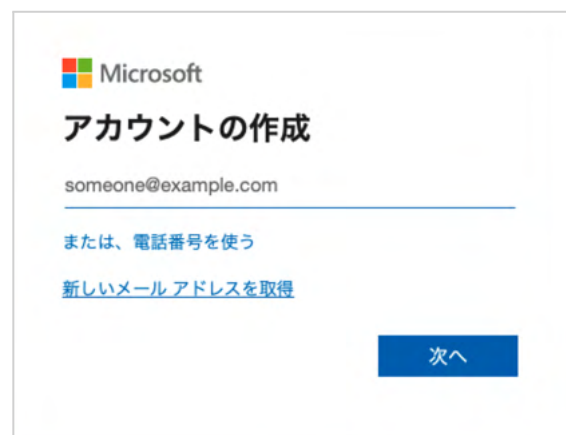 Microsoft
アカウントの作成
someone@example.com
または、電話番号を使う
新しいメール アドレスを取得
次へ